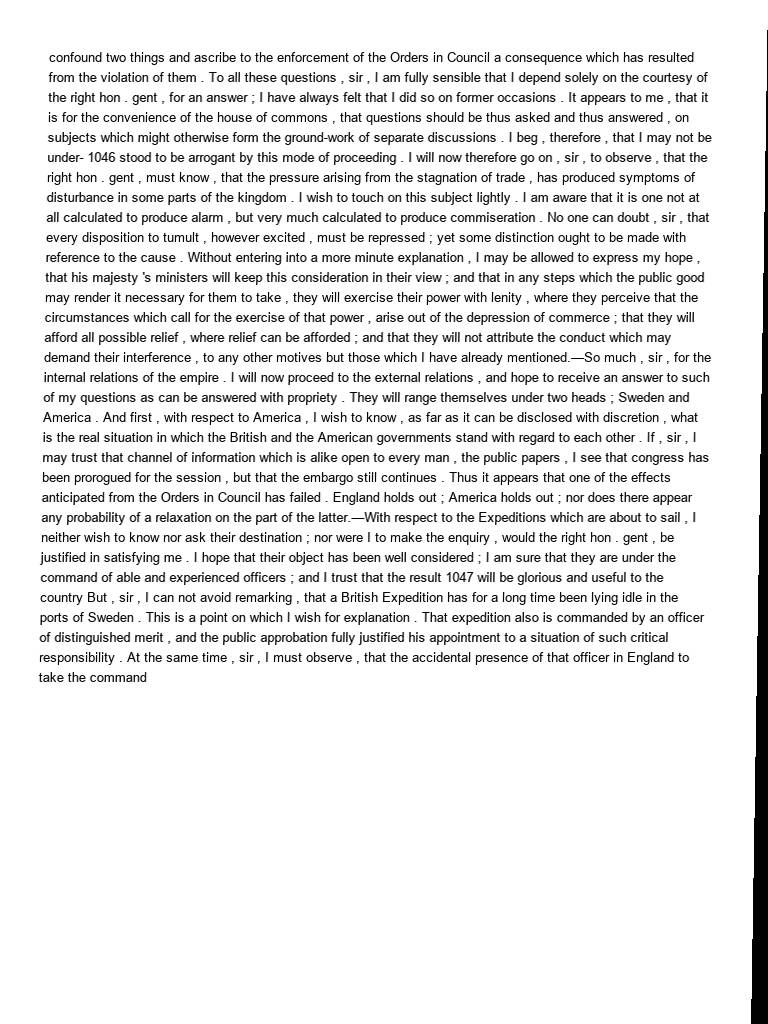 confound two things and ascribe to the enforcement of the Orders in Council a consequence which has resulted
from the violation of them . To all these questions , sir , I am fully sensible that I depend solely on the courtesy of
the right hon . gent , for an answer ; I have always felt that I did so on former occasions . It appears to me , that it
is for the convenience of the house of commons , that questions should be thus asked and thus answered , on
subjects which might otherwise form the ground-work of separate discussions . I beg , therefore , that I may not be
under- 1046 stood to be arrogant by this mode of proceeding . I will now therefore go on , sir , to observe , that the
right hon . gent , must know , that the pressure arising from the stagnation of trade , has produced symptoms of
disturbance in some parts of the kingdom . I wish to touch on this subject lightly . I am aware that it is one not at
all calculated to produce alarm , but very much calculated to produce commiseration . No one can doubt , sir , that
every disposition to tumult , however excited , must be repressed ; yet some distinction ought to be made with
reference to the cause . Without entering into a more minute explanation , I may be allowed to express my hope ,
that his majesty 's ministers will keep this consideration in their view ; and that in any steps which the public good
may render it necessary for them to take , they will exercise their power with lenity , where they perceive that the
circumstances which call for the exercise of that power , arise out of the depression of commerce ; that they will
afford all possible relief , where relief can be afforded ; and that they will not attribute the conduct which may
demand their interference , to any other motives but those which I have already mentioned.—So much , sir , for the
internal relations of the empire . I will now proceed to the external relations , and hope to receive an answer to such
of my questions as can be answered with propriety . They will range themselves under two heads ; Sweden and
America . And first , with respect to America , I wish to know , as far as it can be disclosed with discretion , what
is the real situation in which the British and the American governments stand with regard to each other . If , sir , I
may trust that channel of information which is alike open to every man , the public papers , I see that congress has
been prorogued for the session , but that the embargo still continues . Thus it appears that one of the effects
anticipated from the Orders in Council has failed . England holds out ; America holds out ; nor does there appear
any probability of a relaxation on the part of the latter.—With respect to the Expeditions which are about to sail , I
neither wish to know nor ask their destination ; nor were I to make the enquiry , would the right hon . gent , be
justified in satisfying me . I hope that their object has been well considered ; I am sure that they are under the
command of able and experienced officers ; and I trust that the result 1047 will be glorious and useful to the
country But , sir , I can not avoid remarking , that a British Expedition has for a long time been lying idle in the
ports of Sweden . This is a point on which I wish for explanation . That expedition also is commanded by an officer
of distinguished merit , and the public approbation fully justified his appointment to a situation of such critical
responsibility . At the same time , sir , I must observe , that the accidental presence of that officer in England to
take the command